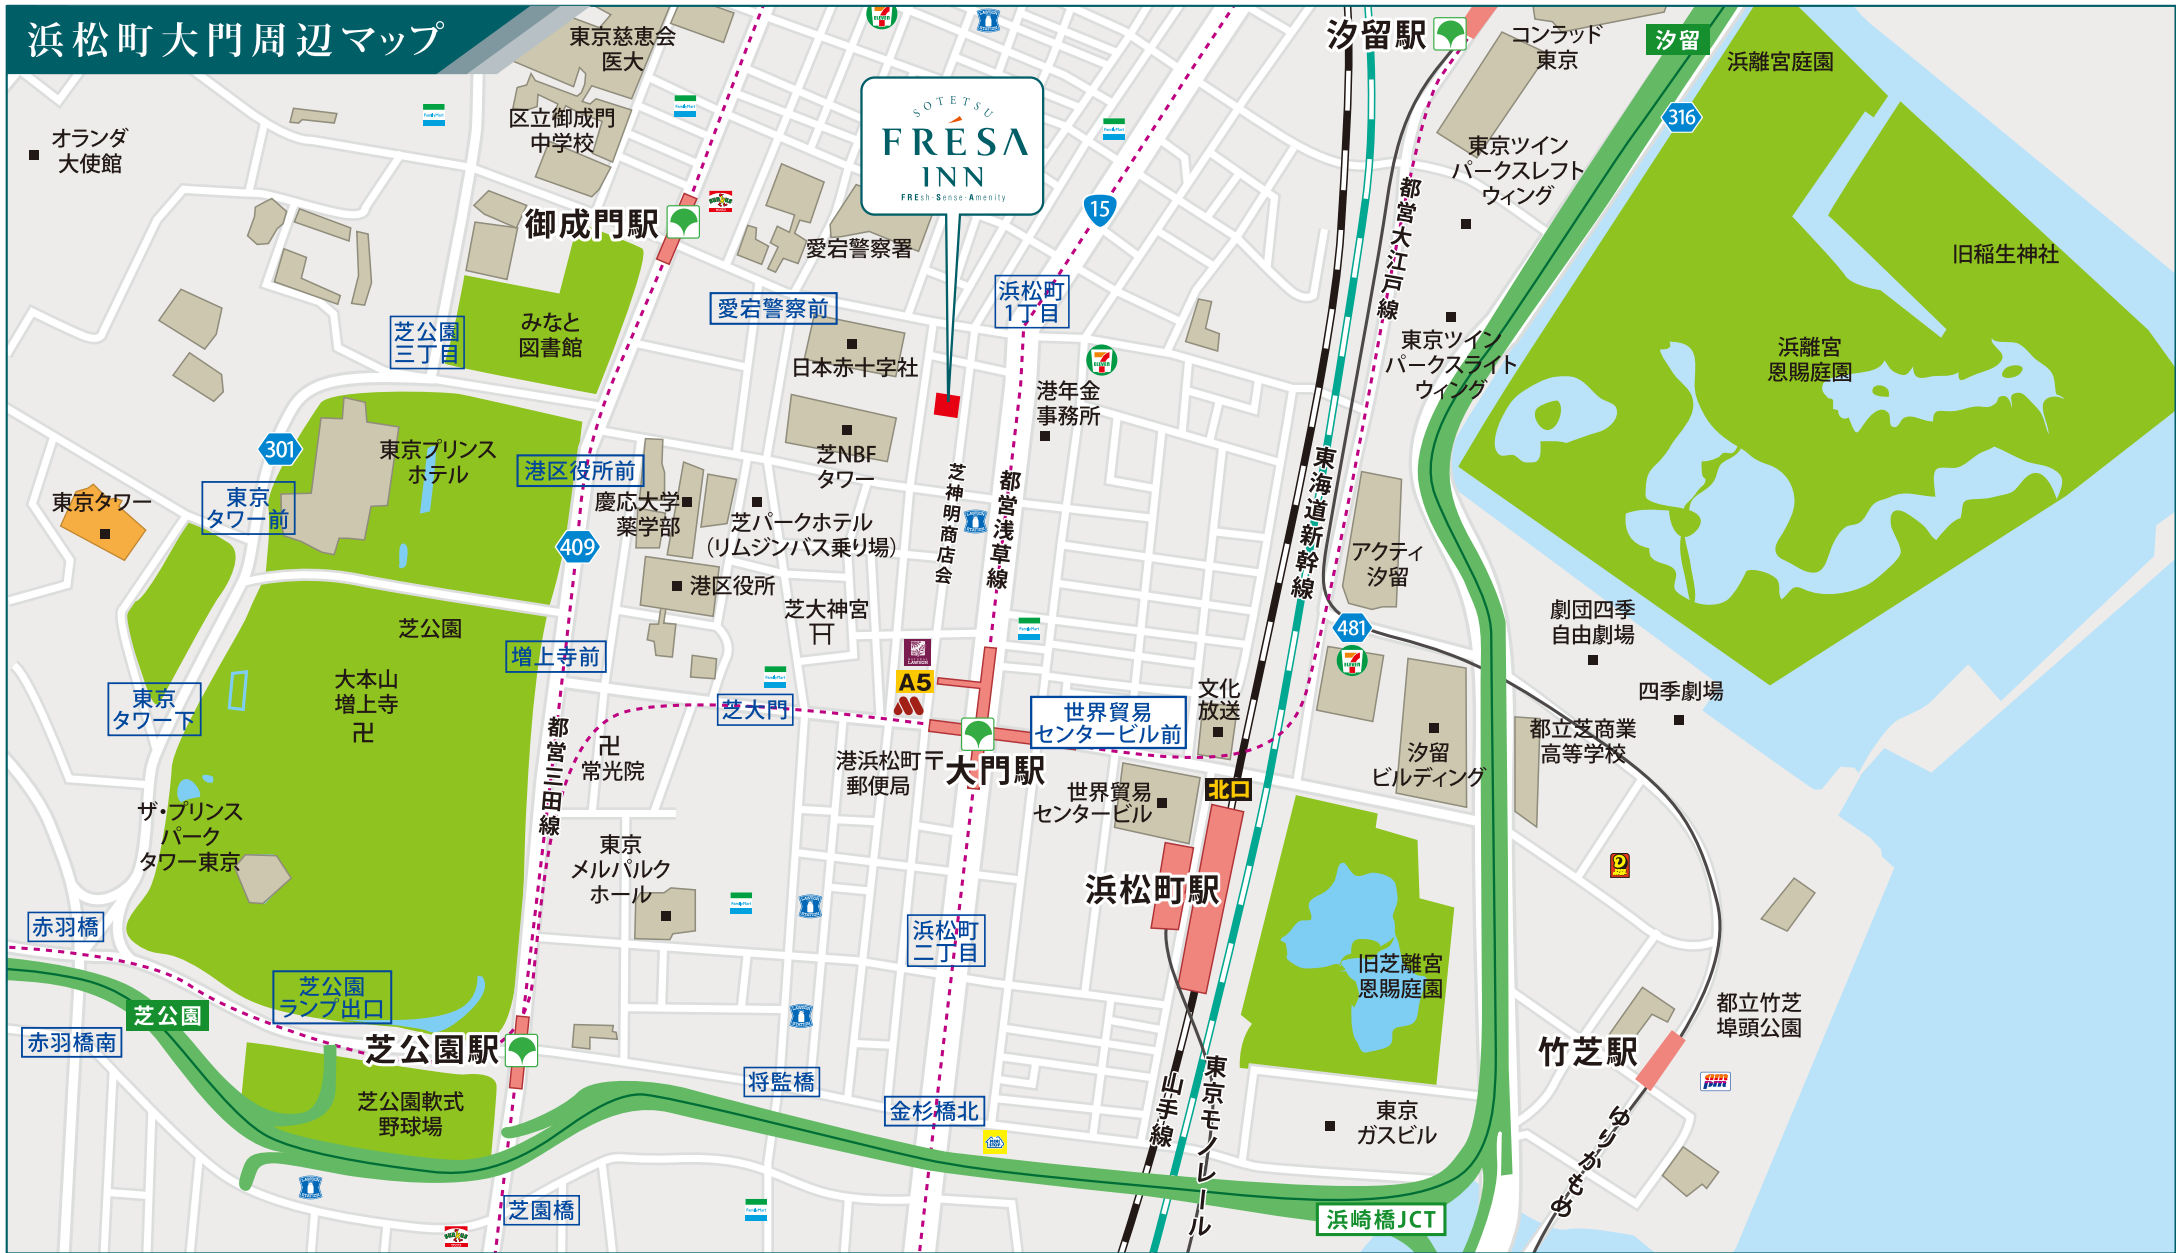 浜松町大門周辺マップ
東京慈恵会
医大
区立御成門
中学校
オランダ
大使館
SOTETSU
FRÉSA
INN
FREsh-Sense-Amenity
汐留駅
コンラッド
東京
汐留
浜離宮庭園
316
東京ツイン
パークスレフト
ウィング
15
都営大江戸線
旧稲生神社
御成門駅
愛宕警察署
愛宕警察前
浜松町
1丁目
芝公園
三丁目
みなと
図書館
日本赤十字社
港年金
事務所
東京ツイン
パークスライト
ウィング
浜離宮
恩賜庭園
301
東京プリンス
ホテル
港区役所前
芝NBF
タワー
東京タワー
東京
タワー前
慶応大学
薬学部
芝パークホテル
(リムジンバス乗り場)
芝神明商店会
都営浅草線
東海道新幹線
アクティ
汐留
409
港区役所
芝大神宮
芝公園
増上寺前
481
劇団四季
自由劇場
四季劇場
大本山
増上寺
卍
東京
タワー下
A5
芝大門
世界貿易
センタービル前
文化
放送
都営三田線
卍
常光院
港浜松町〒
郵便局
大門駅
汐留
ビルディング
都立芝商業
高等学校
世界貿易
センタービル
北口
ザ・プリンス
パーク
タワー東京
東京
メルパルク
ホール
浜松町駅
赤羽橋
浜松町
二丁目
旧芝離宮
恩賜庭園
芝公園
ランプ出口
芝公園
赤羽橋南
芝公園駅
都立竹芝
埠頭公園
竹芝駅
am
pm
将監橋
金杉橋北
山手線
東京モノレール
東京
ガスビル
芝公園軟式
野球場
ゆりかもめ
芝園橋
浜崎橋JCT